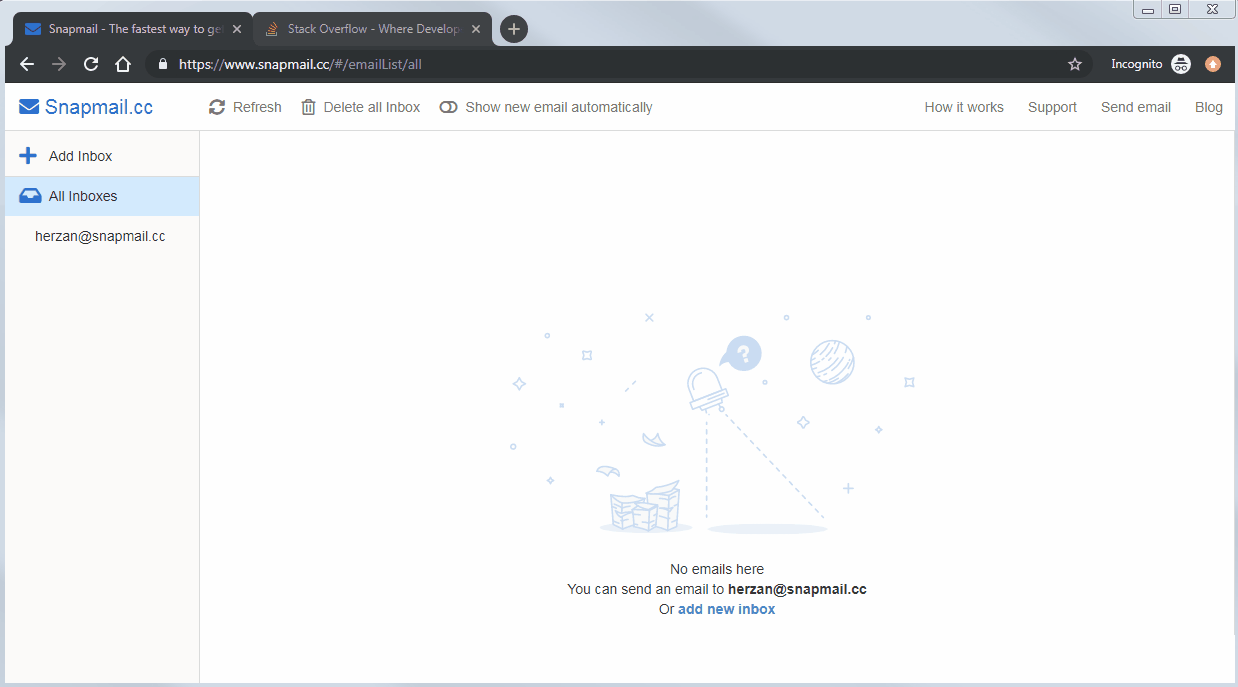 Snapmail - The fastest way to ge
Stack Overflow - Where Develop
https://www.snapmail.cc/#/emailList/all
Incognito
Snapmail.cc
Refresh
Delete all Inbox
Show new email automatically
How it works
Support
Send email
Blog
Add Inbox
All Inboxes
herzan@snapmail.cc
?
No emails here
You can send an email to herzan@snapmail.cc
Or add new inbox